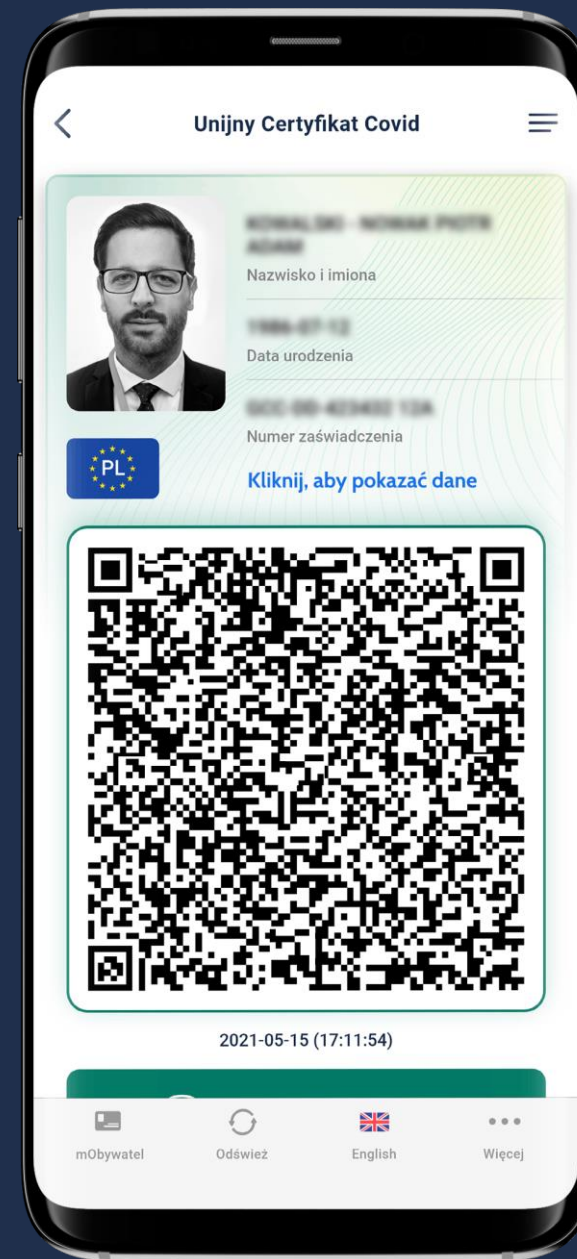 Unijny Certyfikat Covid
Nazwisko i imiona
Data urodzenia
Numer zaświadczenia
PL
Kliknij, aby pokazać dane
2021-05-15 (17:11:54)
mObywatel
Odśwież
English
Więcej